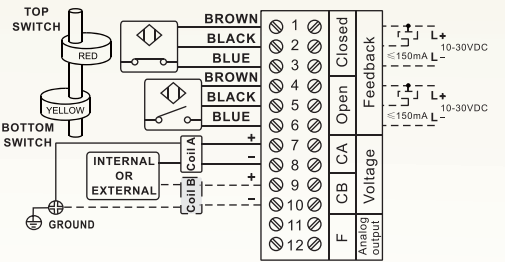 TOP
SWITCH
RED
YELLOW
BOTTOM
SWITCH
BROWN
BLACK
BLUE
BROWN
BLACK
BLUE
INTERNAL
OR
EXTERNAL
Coil A
Coil B
+
−
+
−
GROUND
1
2
3
4
5
6
7
8
9
10
11
12
Closed
Open
CA
CB
F
Feedback
Voltage
Analog
output
L+
10-30VDC
≤150mA L−
L+
10-30VDC
≤150mA L−